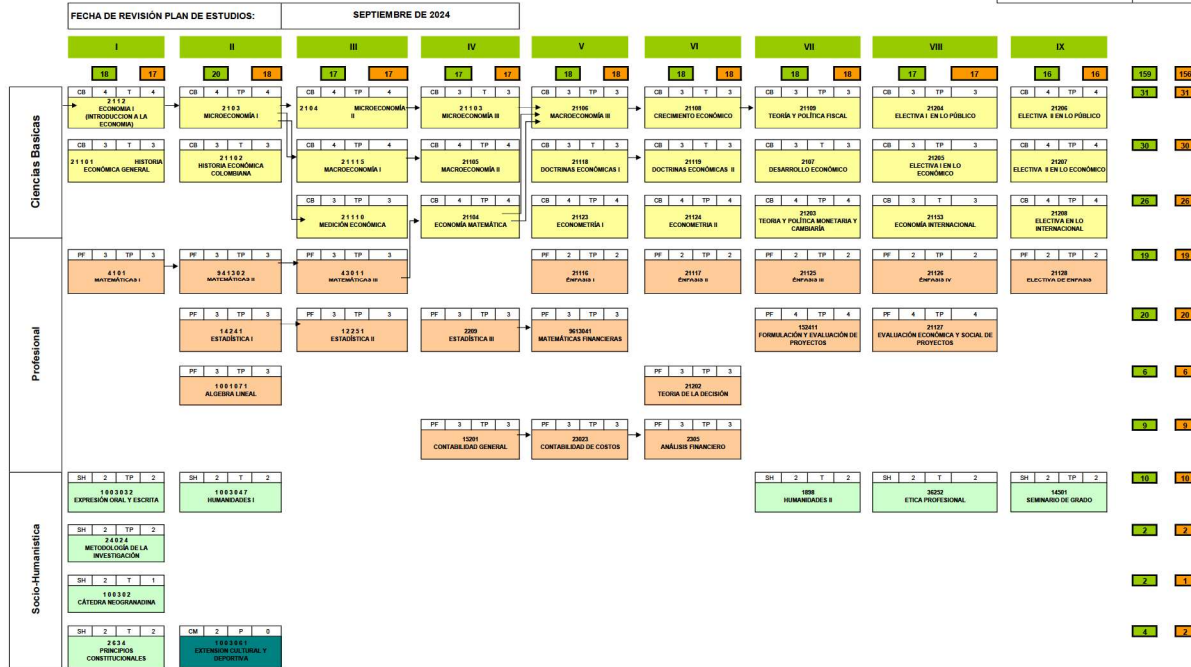 FECHA DE REVISIÓN PLAN DE ESTUDIOS: SEPTIEMBRE DE 2024
I II III IV V VI VII VIII IX
18 17 20 18 17 17 17 17 18 18 18 18 18 18 17 17 16 16 159 156
Ciencias Basicas
CB 4 T 4 CB 4 TP 4 CB 4 TP 4 CB 3 TP 3 CB 4 TP 4 CB 3 T 3 CB 3 TP 3 CB 3 TP 3 CB 4 TP 4 31 31
2112
ECONOMIA I
(INTRODUCCION A LA
ECONOMIA)
2103
MICROECONOMÍA I
2104 MICROECONOMÍA
II
21103
MICROECONOMÍA III
21106
MACROECONOMÍA III
21108
CRECIMIENTO ECONÓMICO
21109
TEORÍA Y POLÍTICA FISCAL
21204
ELECTIVA I EN LO PÚBLICO
21206
ELECTIVA II EN LO PÚBLICO
CB 3 T 3 CB 3 T 3 CB 4 TP 4 CB 4 TP 4 CB 3 T 3 CB 3 T 3 CB 3 TP 3 CB 3 TP 3 CB 4 TP 4 30 30
21101 HISTORIA
ECONÓMICA GENERAL
21102
HISTORIA ECONÓMICA
COLOMBIANA
21115
MACROECONOMÍA I
21105
MACROECONOMÍA II
21118
DOCTRINAS ECONÓMICAS I
21119
DOCTRINAS ECONÓMICAS II
2107
DESARROLLO ECONÓMICO
21205
ELECTIVA I EN LO
ECONÓMICO
21207
ELECTIVA II EN LO ECONÓMICO
CB 3 TP 3 CB 4 TP 4 CB 4 TP 4 CB 4 TP 4 CB 4 TP 4 CB 3 T 3 CB 4 TP 4 26 26
21110
MEDICIÓN ECONÓMICA
21104
ECONOMÍA MATEMÁTICA
21123
ECONOMETRÍA I
21124
ECONOMETRIA II
21203
TEORIA Y POLÍTICA MONETARIA Y
CAMBIARÍA
21153
ECONOMÍA INTERNACIONAL
21208
ELECTIVA EN LO
INTERNACIONAL
Profesional
PF 3 TP 3 PF 3 TP 3 PF 3 TP 3 PF 2 TP 2 PF 2 TP 2 PF 2 TP 2 PF 2 TP 2 PF 2 TP 2 19 19
4101
MATEMÁTICAS I
941302
MATEMÁTICAS II
43011
MATEMÁTICAS III
21116
ÉNFASIS I
21117
ÉNFASIS II
21125
ÉNFASIS III
21126
ÉNFASIS IV
21128
ELECTIVA DE ENFASIS
PF 3 TP 3 PF 3 TP 3 PF 3 TP 3 PF 3 TP 3 PF 4 TP 4 PF 4 TP 4 20 20
14241
ESTADÍSTICA I
12251
ESTADÍSTICA II
2209
ESTADÍSTICA III
9613041
MATEMÁTICAS FINANCIERAS
152411
FORMULACIÓN Y EVALUACIÓN DE
PROYECTOS
21127
EVALUACIÓN ECONÓMICA Y SOCIAL DE
PROYECTOS
PF 3 TP 3 PF 3 TP 3 6 6
1001071
ALGEBRA LINEAL
21202
TEORIA DE LA DECISIÓN
PF 3 TP 3 PF 3 TP 3 PF 3 TP 3 9 9
15201
CONTABILIDAD GENERAL
23023
CONTABILIDAD DE COSTOS
2305
ANÁLISIS FINANCIERO
Socio-Humanistica
SH 2 TP 2 SH 2 T 2 SH 2 T 2 SH 2 T 2 SH 2 TP 2 10 10
1003032
EXPRESIÓN ORAL Y ESCRITA
1003047
HUMANIDADES I
1898
HUMANIDADES II
36252
ETICA PROFESIONAL
14501
SEMINARIO DE GRADO
SH 2 TP 2 2 2
24024
METODOLOGÍA DE LA
INVESTIGACIÓN
SH 2 T 1 2 1
100302
CÁTEDRA NEOGRANADINA
SH 2 T 2 CM 2 P 0 4 2
2634
PRINCIPIOS
CONSTITUCIONALES
EXTENSION CULTURAL Y
DEPORTIVA